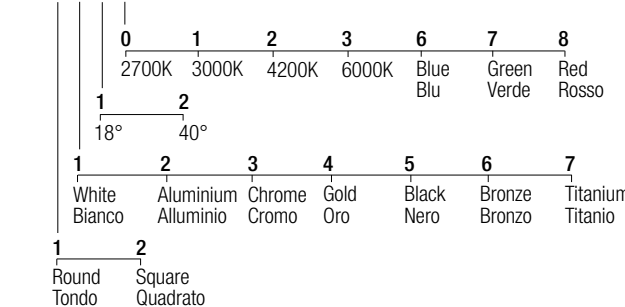 0 1 2 3 6 7 8
2700K 3000K 4200K 6000K Blue Green Red
Blu Verde Rosso
1 2
18° 40°
1 2 3 4 5 6 7
White Aluminium Chrome Gold Black Bronze Titanium
Bianco Alluminio Cromo Oro Nero Bronzo Titanio
1 2
Round Square
Tondo Quadrato